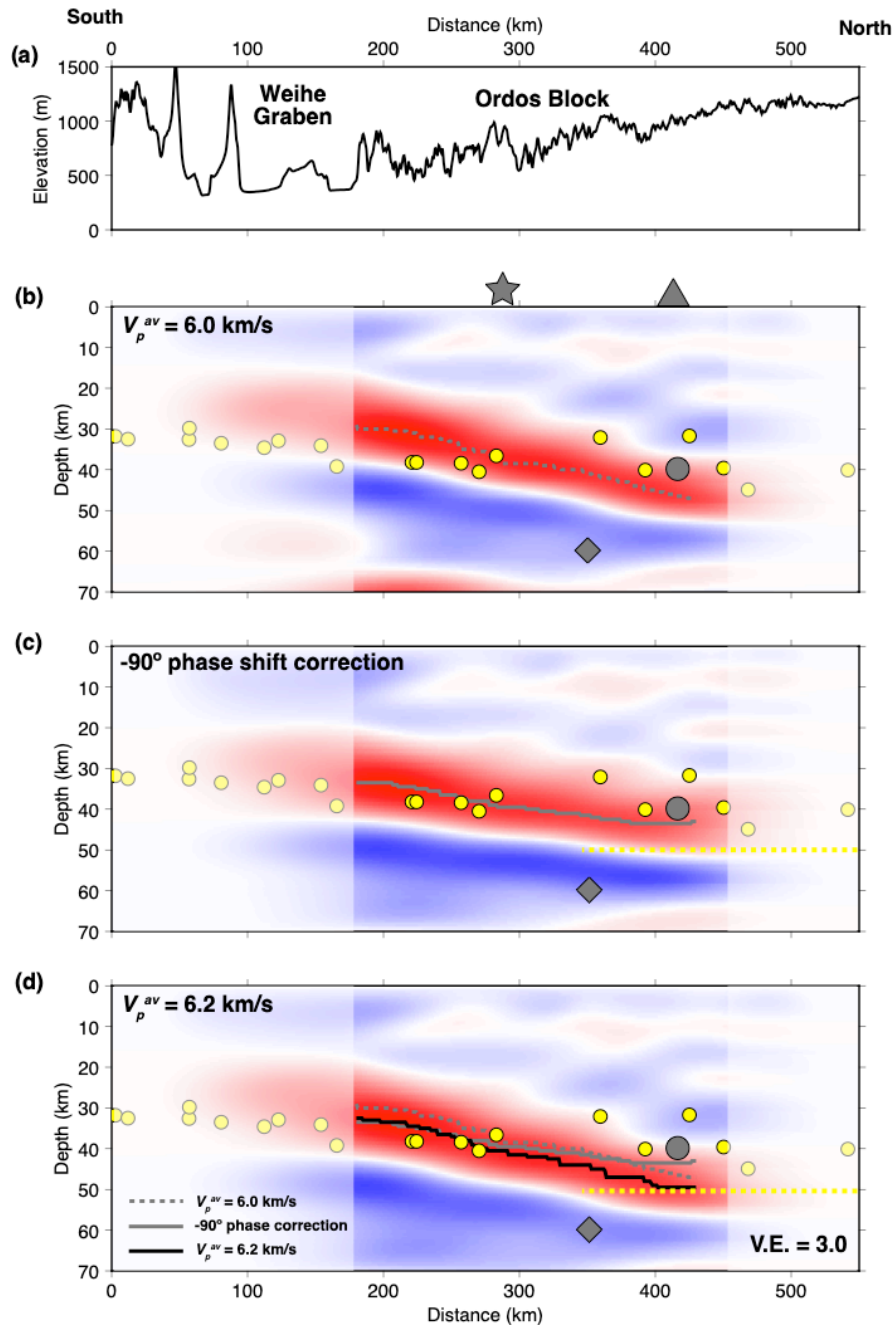 South
Distance (km)
North
0 100 200 300 400 500
(a)
1500
1000
500
0
Elevation (m)
Weihe
Graben
Ordos Block
(b)
V_p^av = 6.0 km/s
0
10
20
30
40
50
60
70
Depth (km)
(c)
-90º phase shift correction
0
10
20
30
40
50
60
70
Depth (km)
(d)
V_p^av = 6.2 km/s
0
10
20
30
40
50
60
70
Depth (km)
V_p^av = 6.0 km/s
-90º phase correction
V_p^av = 6.2 km/s
V.E. = 3.0
0 100 200 300 400 500
Distance (km)